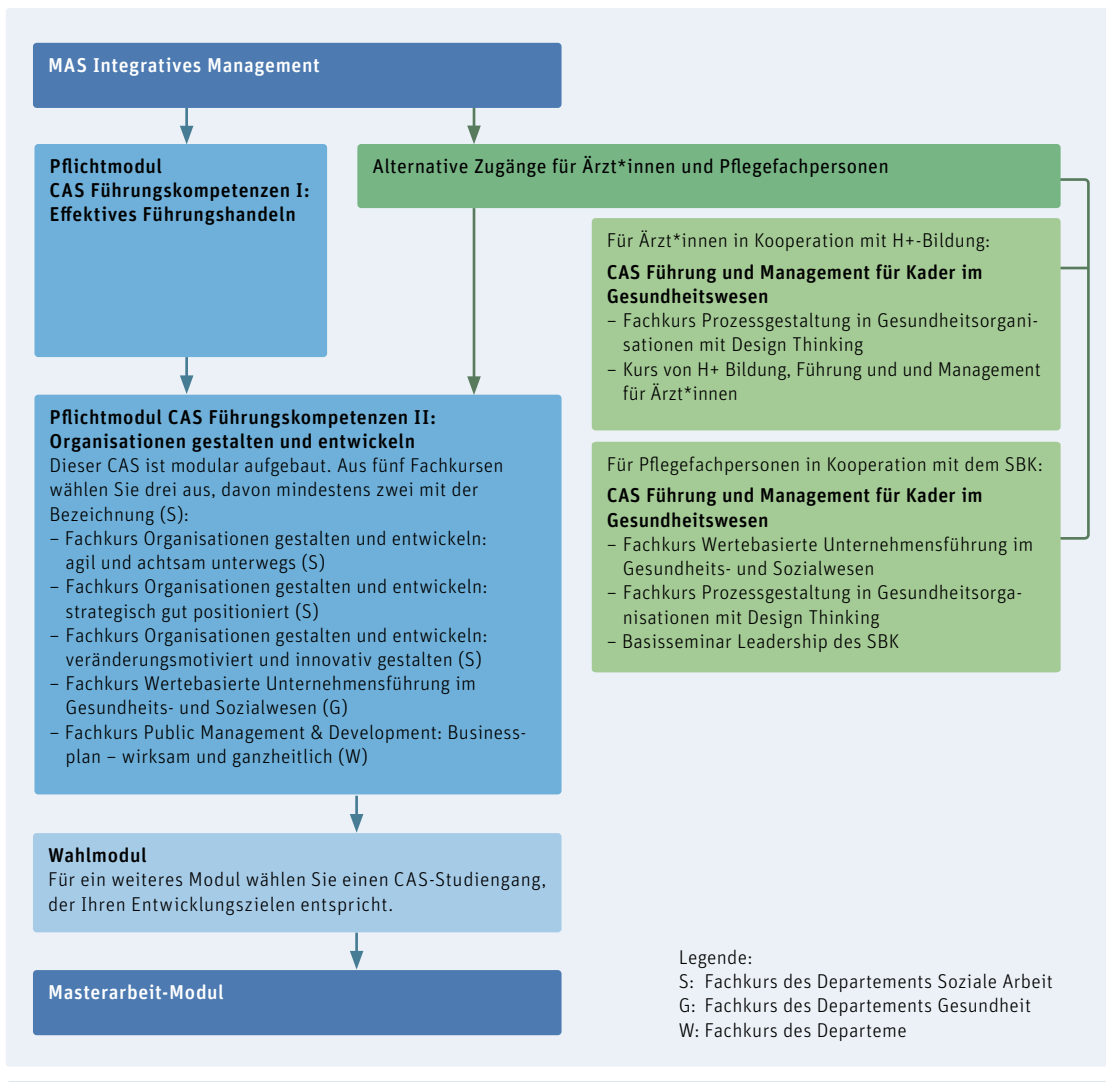 MAS Integratives Management
Pflichtmodul
CAS Führungskompetenzen I:
Effektives Führungshandeln
Alternative Zugänge für Ärzt*innen und Pflegefachpersonen
Für Ärzt*innen in Kooperation mit H+-Bildung:
CAS Führung und Management für Kader im
Gesundheitswesen
– Fachkurs Prozessgestaltung in Gesundheitsorgani-
sationen mit Design Thinking
– Kurs von H+ Bildung, Führung und und Management
für Ärzt*innen
Für Pflegefachpersonen in Kooperation mit dem SBK:
CAS Führung und Management für Kader im
Gesundheitswesen
– Fachkurs Wertebasierte Unternehmensführung im
Gesundheits- und Sozialwesen
– Fachkurs Prozessgestaltung in Gesundheitsorga-
nisationen mit Design Thinking
– Basisseminar Leadership des SBK
Pflichtmodul CAS Führungskompetenzen II:
Organisationen gestalten und entwickeln
Dieser CAS ist modular aufgebaut. Aus fünf Fachkursen
wählen Sie drei aus, davon mindestens zwei mit der
Bezeichnung (S):
– Fachkurs Organisationen gestalten und entwickeln:
agil und achtsam unterwegs (S)
– Fachkurs Organisationen gestalten und entwickeln:
strategisch gut positioniert (S)
– Fachkurs Organisationen gestalten und entwickeln:
veränderungsmotiviert und innovativ gestalten (S)
– Fachkurs Wertebasierte Unternehmensführung im
Gesundheits- und Sozialwesen (G)
– Fachkurs Public Management & Development: Business-
plan – wirksam und ganzheitlich (W)
Wahlmodul
Für ein weiteres Modul wählen Sie einen CAS-Studiengang,
der Ihren Entwicklungszielen entspricht.
Masterarbeit-Modul
Legende:
S: Fachkurs des Departements Soziale Arbeit
G: Fachkurs des Departements Gesundheit
W: Fachkurs des Departeme